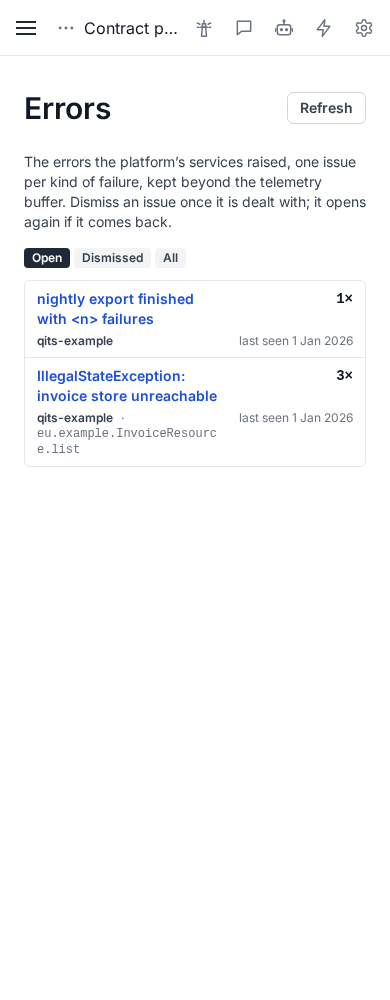 Contract p…
Errors
Refresh
The errors the platform’s services raised, one issue
per kind of failure, kept beyond the telemetry
buffer. Dismiss an issue once it is dealt with; it opens
again if it comes back.
Open Dismissed All
nightly export finished 1×
with <n> failures
qits-example last seen 1 Jan 2026
IllegalStateException: 3×
invoice store unreachable
qits-example · last seen 1 Jan 2026
eu.example.InvoiceResourc
e.list